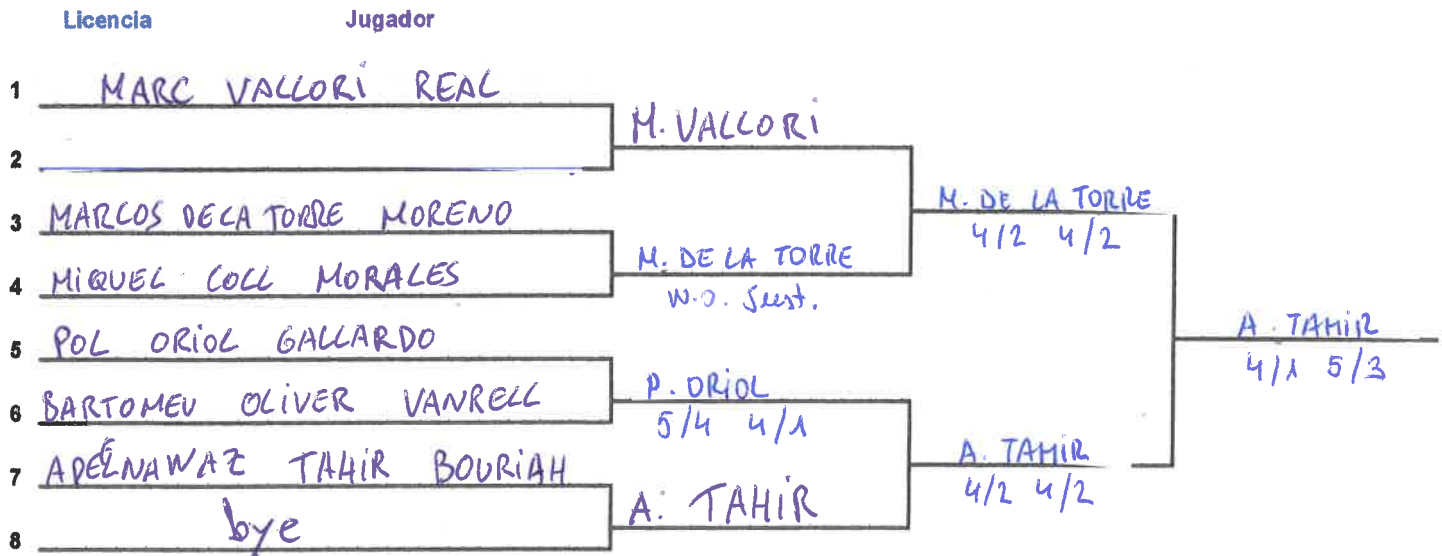 Licencia Jugador
1 MARC VALLORI REAL
M. VALLORI
2
M. DE LA TORRE
3 MARCOS DE LA TORRE MORENO
4/2 4/2
M. DE LA TORRE
4 MIQUEL COLL MORALES
W.O. Just.
A. TAHIR
5 POL ORIOL GALLARDO
4/1 5/3
P. ORIOL
6 BARTOMEU OLIVER VANRELL
5/4 4/1
A. TAHIR
7 ADÉLNAWAZ TAHIR BOURIAH
4/2 4/2
A. TAHIR
bye
8